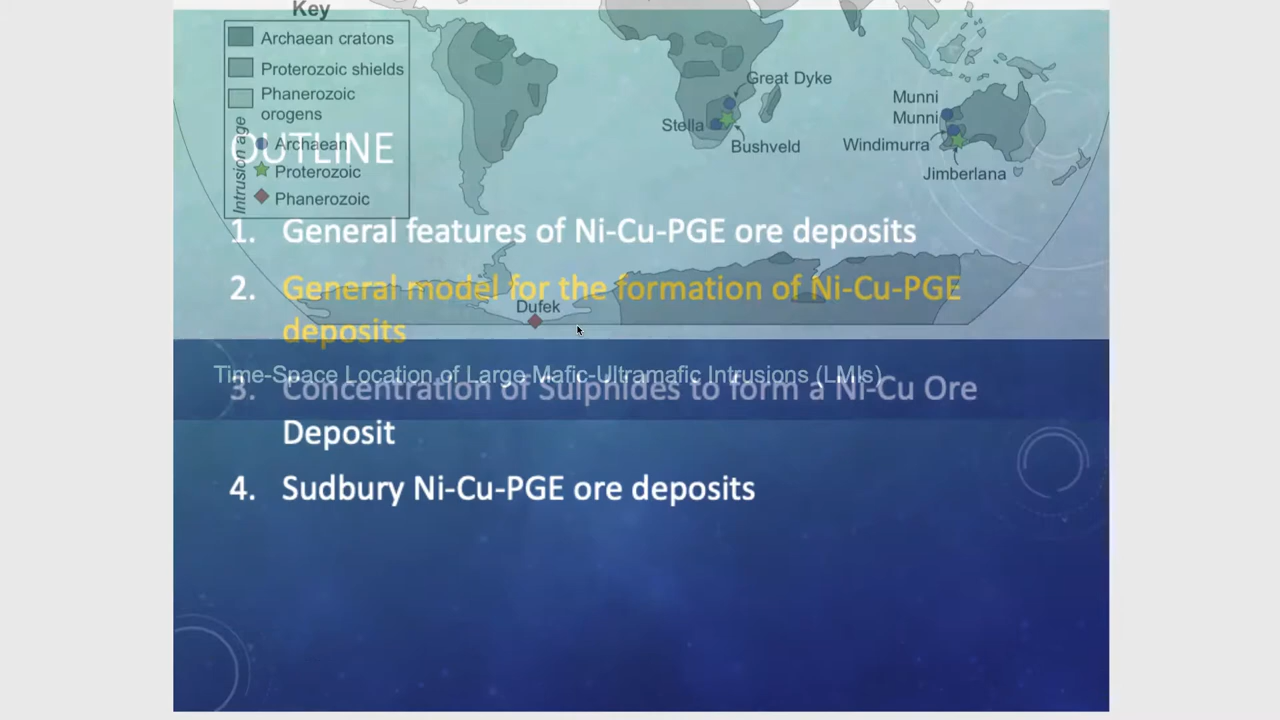 Key
Archaean cratons
Proterozoic shields
Phanerozoic
orogens
Intrusion age
Archaean
Proterozoic
Phanerozoic
Great Dyke
Stella
Bushveld
Munni
Munni
Windimurra
Jimberlana
Dufek
OUTLINE
1. General features of Ni-Cu-PGE ore deposits
2. General model for the formation of Ni-Cu-PGE
deposits
Time-Space Location of Large Mafic-Ultramafic Intrusions (LMIs)
3. Concentration of Sulphides to form a Ni-Cu Ore
Deposit
4. Sudbury Ni-Cu-PGE ore deposits